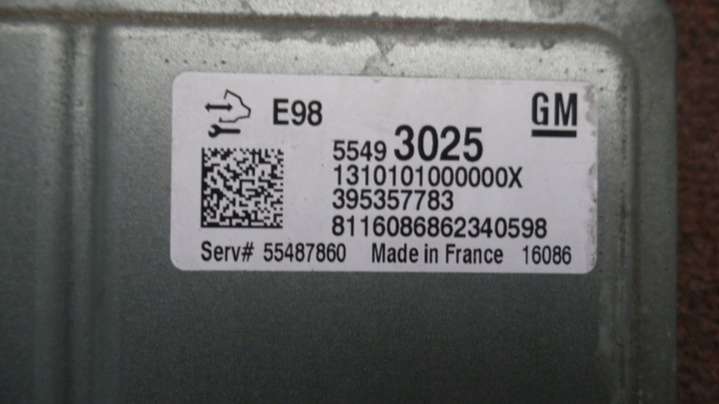 E98
GM
5549 3025
1310101000000X
395357783
8116086862340598
Serv# 55487860 Made in France 16086